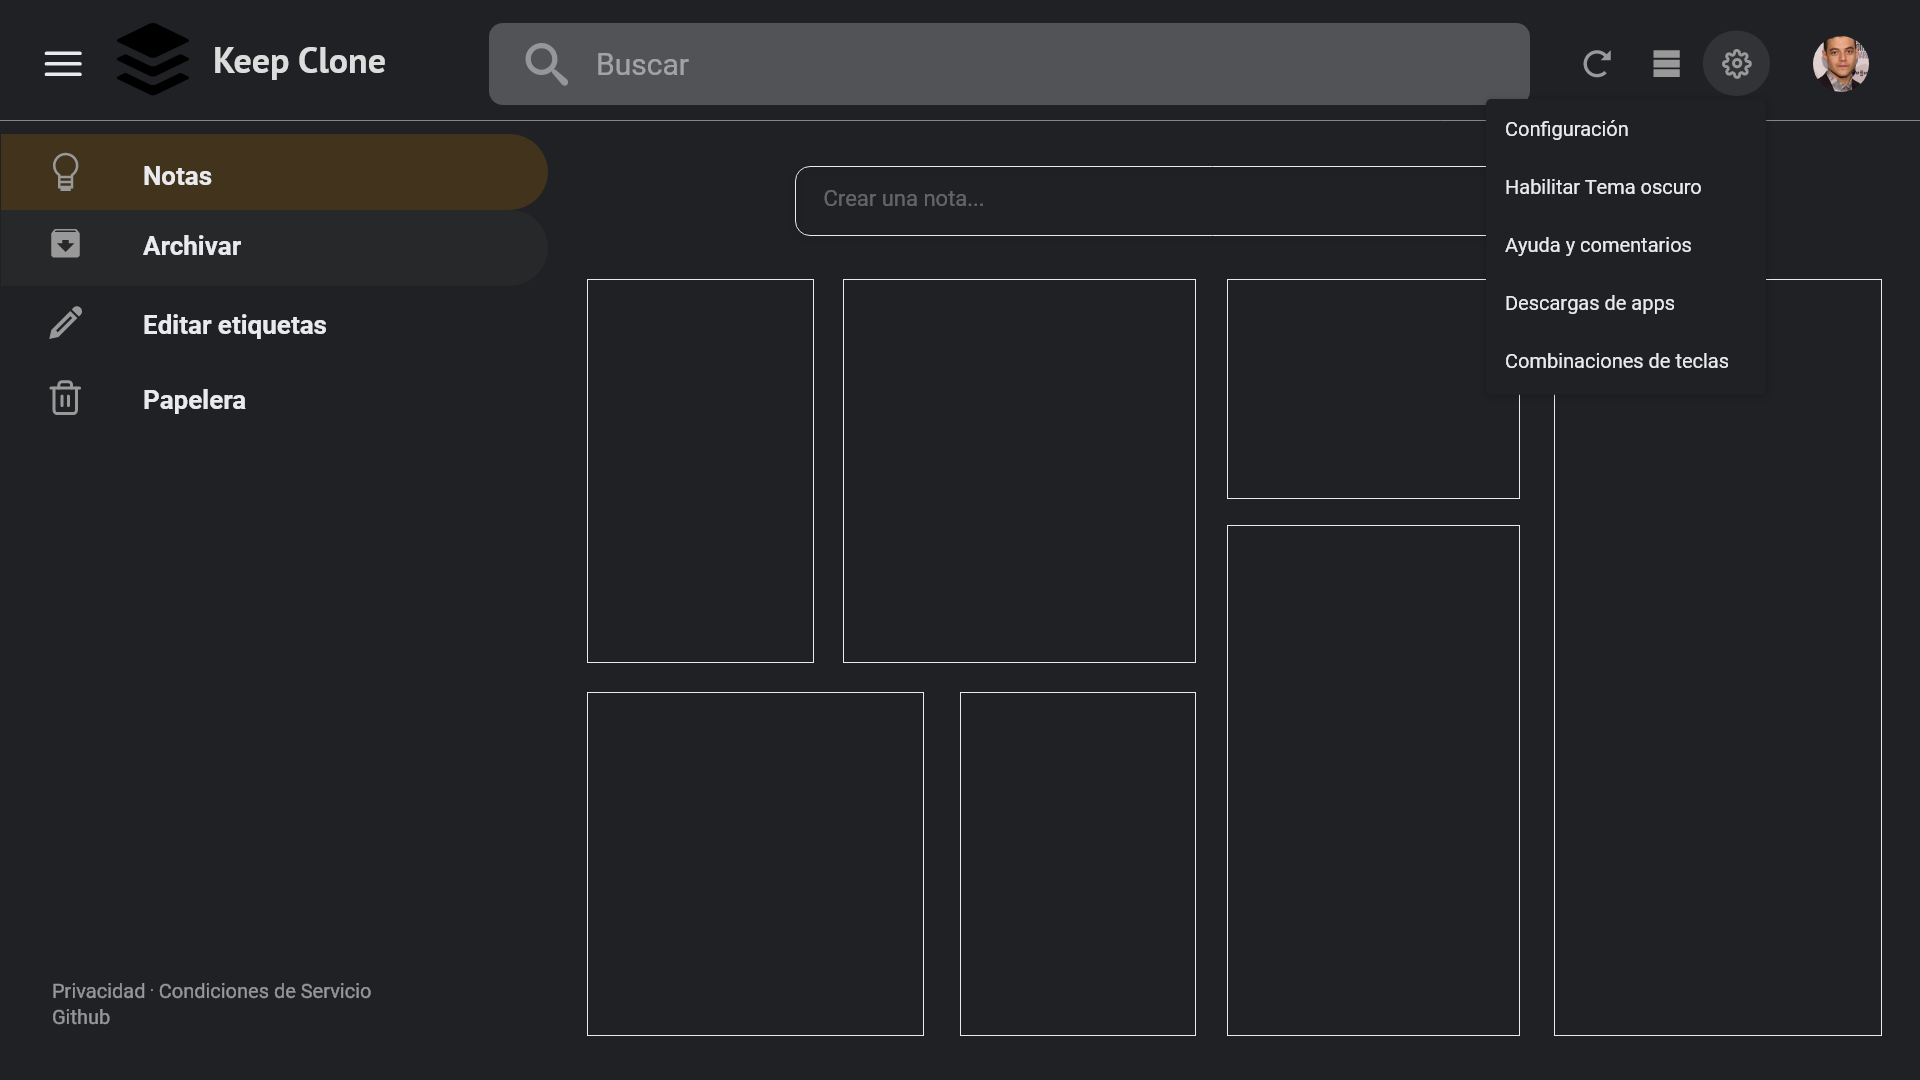 Keep Clone
Buscar
Configuración
Habilitar Tema oscuro
Ayuda y comentarios
Descargas de apps
Combinaciones de teclas
Notas
Archivar
Editar etiquetas
Papelera
Crear una nota...
Privacidad · Condiciones de Servicio
Github